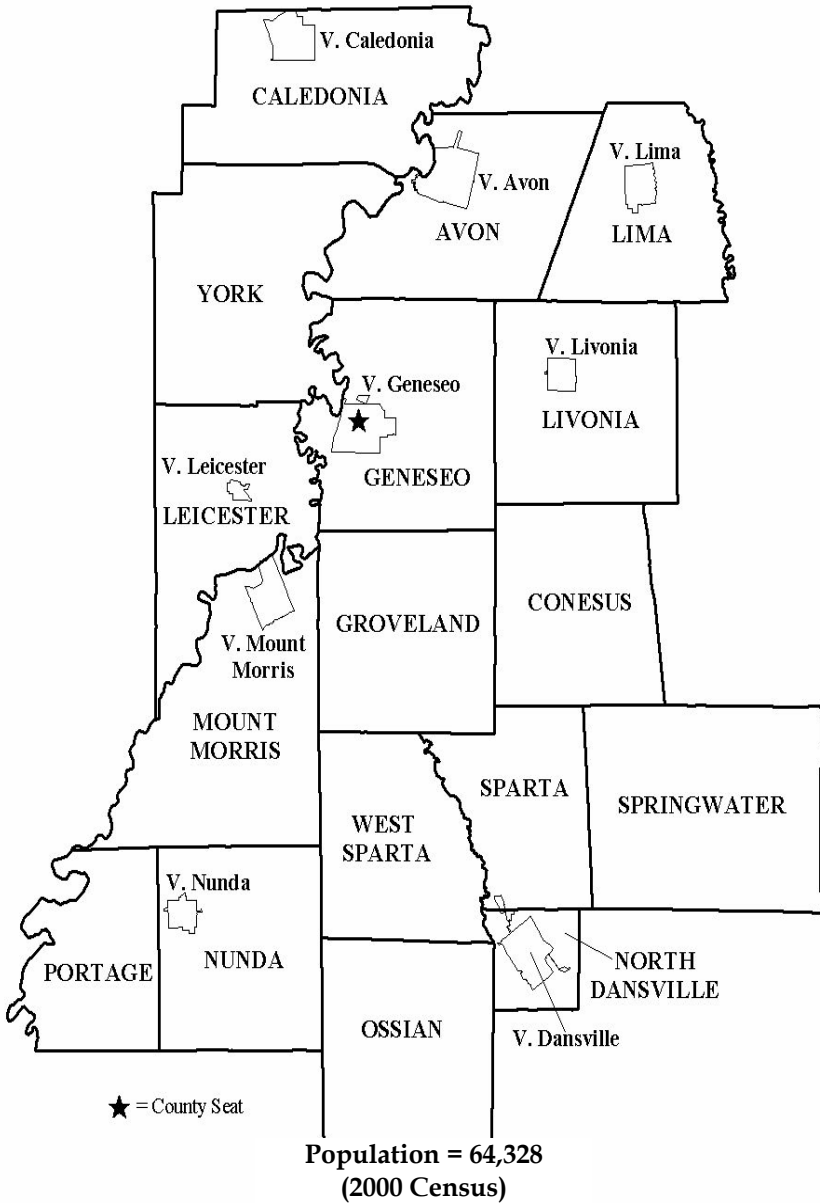 V. Caledonia
CALEDONIA
V. Lima
V. Avon
AVON
LIMA
YORK
V. Livonia
V. Geneseo
LIVONIA
V. Leicester
GENESEO
LEICESTER
CONESUS
GROVELAND
V. Mount
Morris
MOUNT
MORRIS
SPARTA
SPRINGWATER
WEST
SPARTA
V. Nunda
NUNDA
PORTAGE
NORTH
DANSVILLE
OSSIAN
V. Dansville
= County Seat
Population = 64,328
(2000 Census)